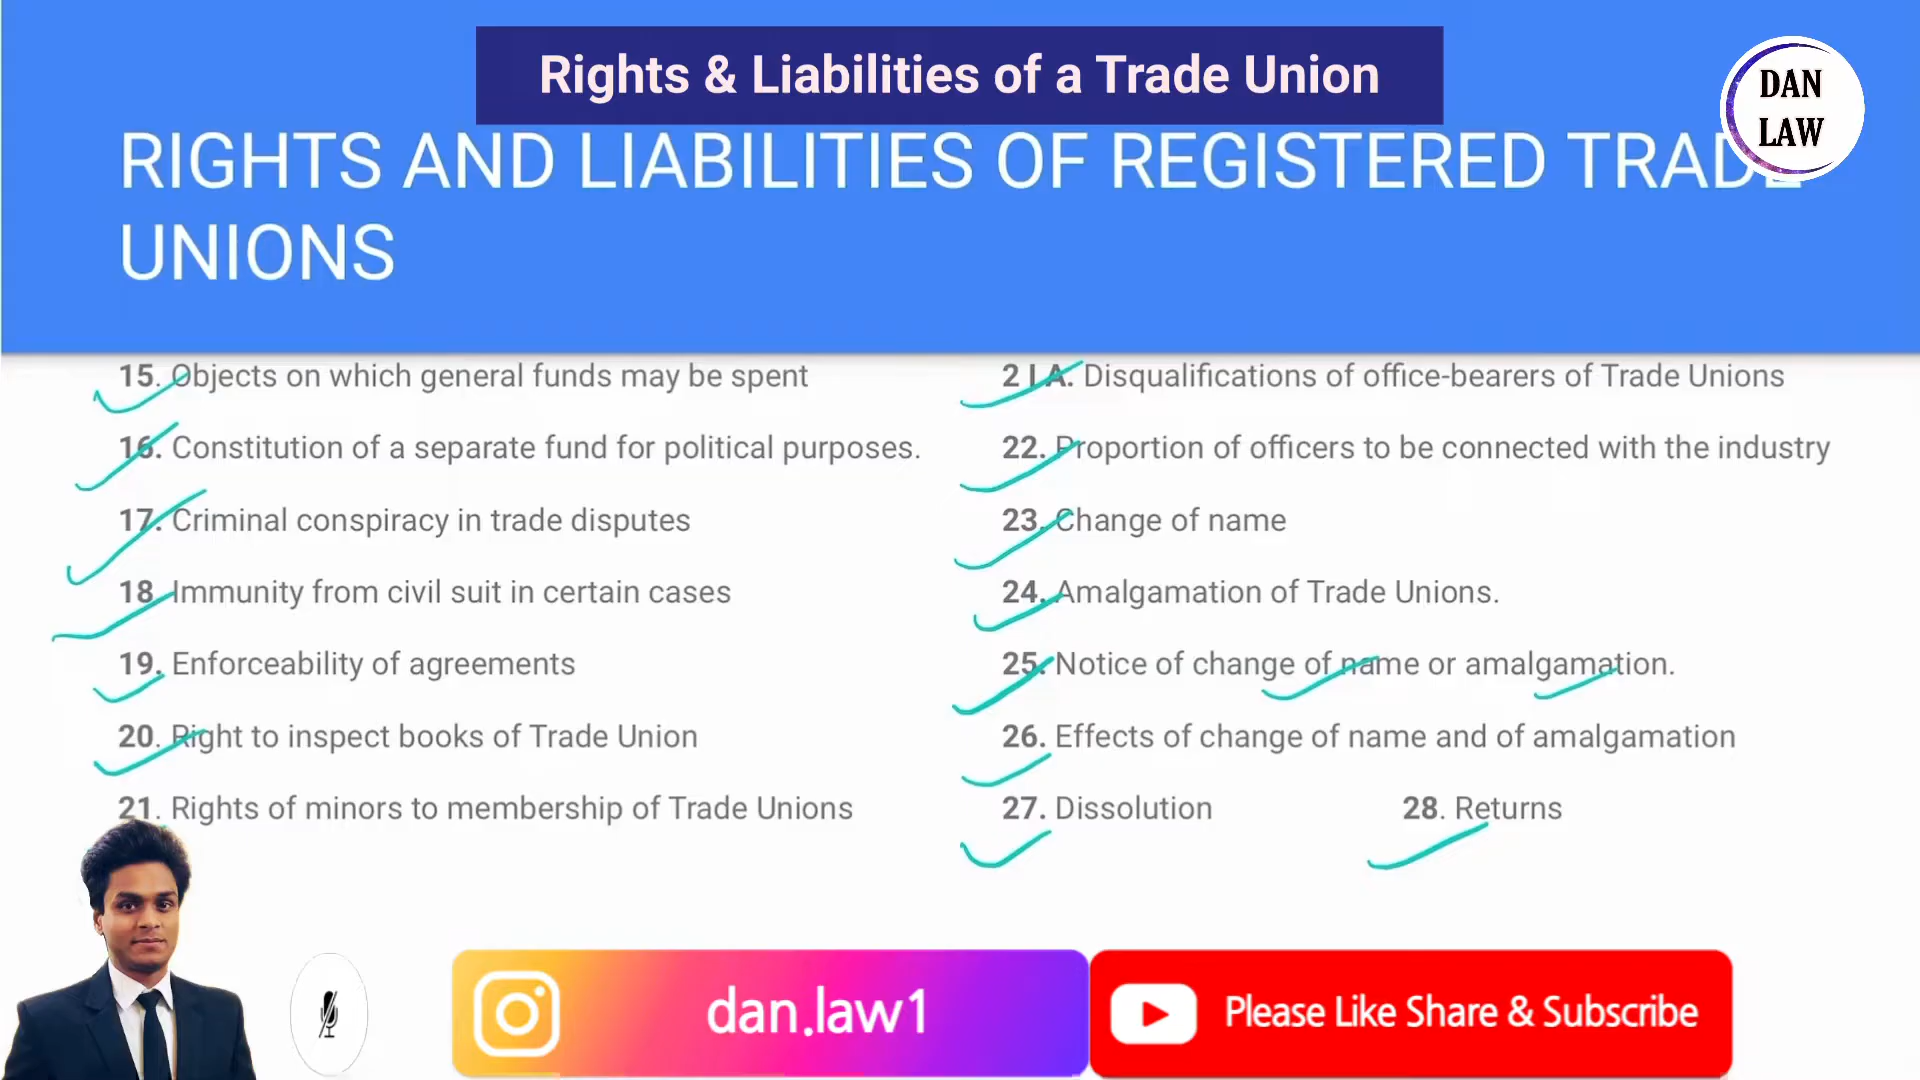 Rights & Liabilities of a Trade Union
DAN
LAW
RIGHTS AND LIABILITIES OF REGISTERED TRADE
UNIONS
15. Objects on which general funds may be spent
16. Constitution of a separate fund for political purposes.
17. Criminal conspiracy in trade disputes
18. Immunity from civil suit in certain cases
19. Enforceability of agreements
20. Right to inspect books of Trade Union
21. Rights of minors to membership of Trade Unions
2 I A. Disqualifications of office-bearers of Trade Unions
22. Proportion of officers to be connected with the industry
23. Change of name
24. Amalgamation of Trade Unions.
25. Notice of change of name or amalgamation.
26. Effects of change of name and of amalgamation
27. Dissolution 28. Returns
dan.law1
Please Like Share & Subscribe